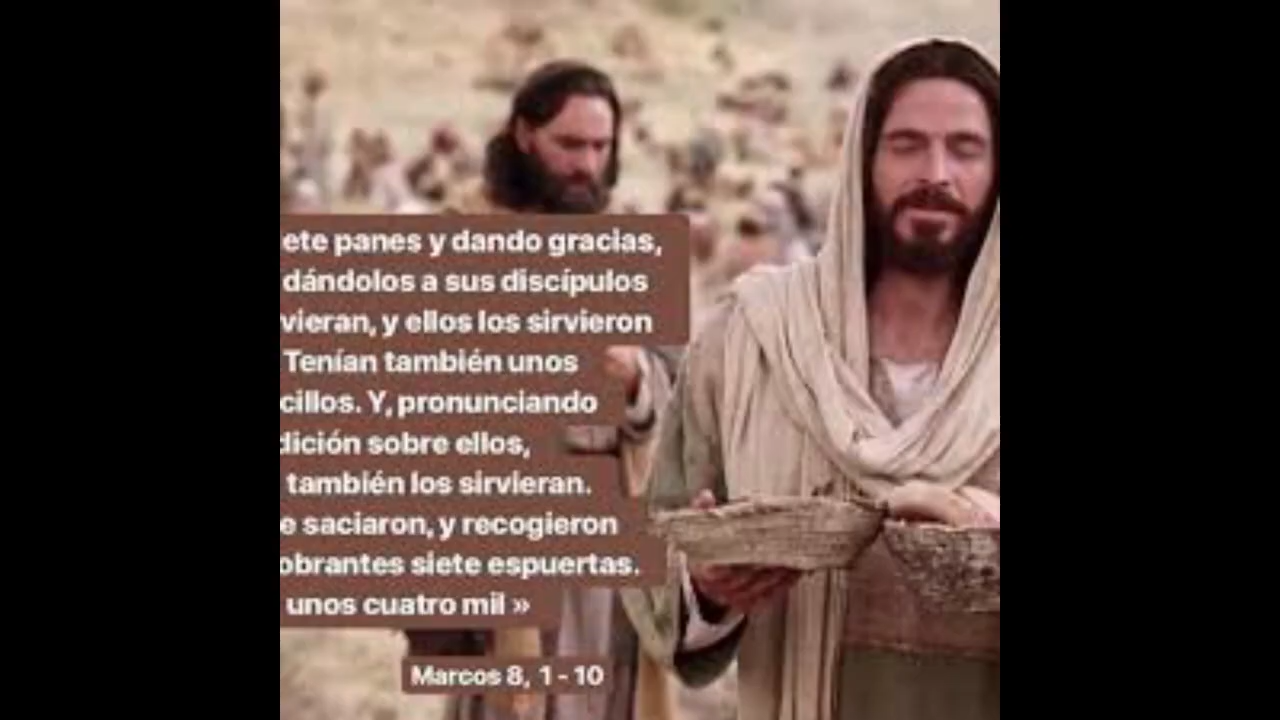 ete panes y dando gracias,
dándolos a sus discípulos
vieran, y ellos los sirvieron
Tenían también unos
cillos. Y, pronunciando
dición sobre ellos,
también los sirvieran.
e saciaron, y recogieron
obrantes siete espuertas.
unos cuatro mil »
Marcos 8, 1 - 10